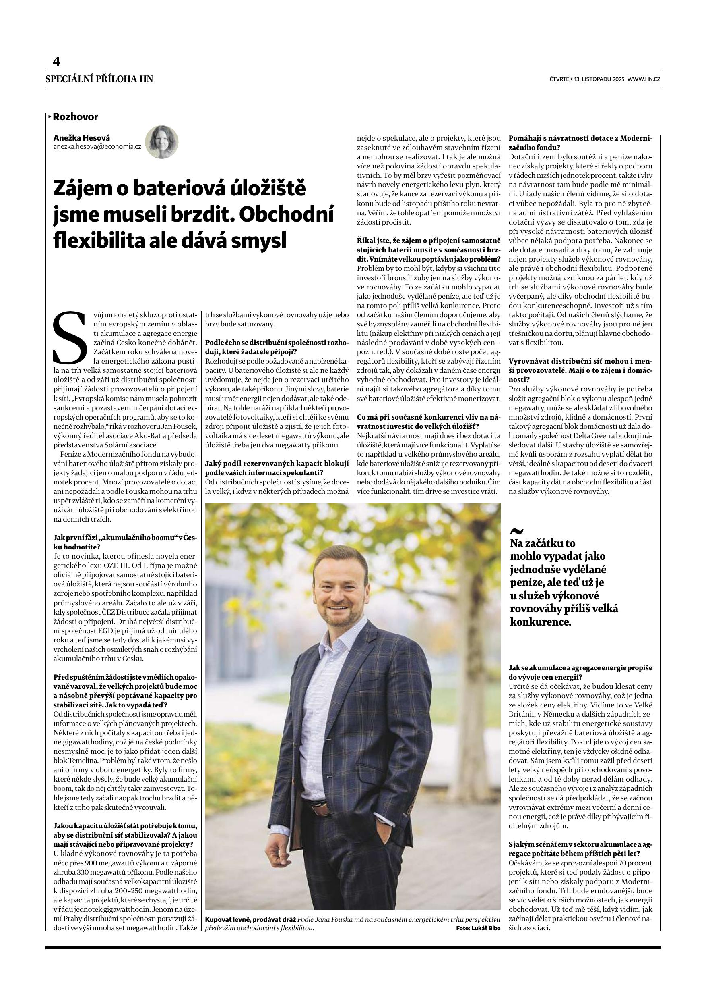 4
SPECIÁLNÍ PŘÍLOHA HN
ČTVRTEK 13. LISTOPADU 2025 WWW.HN.CZ
Rozhovor
Anežka Hesová
anezka.hesova@economia.cz
Zájem o bateriová úložiště
jsme museli brzdit. Obchodní
flexibilita ale dává smysl
Svůj mnohaletý skluz oproti ostat-
ním evropským zemím v oblas-
ti akumulace a agregace energie
začíná Česko konečně dohánět.
Začátkem roku schválená nove-
la energetického zákona pusti-
la na trh velká samostatně stojící bateriová
úložiště a od září už distribuční společnosti
přijímají žádosti provozovatelů o připojení
k síti. „Evropská komise nám musela pohrozit
sankcemi a pozastavením čerpání dotací ev-
ropských operačních programů, aby se to ko-
nečně rozhýbalo,“ říká v rozhovoru Jan Fousek,
výkonný ředitel asociace Aku-Bat a předseda
představenstva Solární asociace.
Peníze z Modernizačního fondu na vybudo-
vání bateriového úložiště přitom získaly pro-
jekty žádající jen o malou podporu v řádu jed-
notek procent. Mnozí provozovatelé o dotaci
ani nepožádali a podle Fouska mohou na trhu
uspět zvláště ti, kdo se zaměří na komerční vy-
užívání úložiště při obchodování s elektřinou
na denních trzích.
Jak první fázi „akumulačního boomu“ v Čes-
ku hodnotíte?
Je to novinka, kterou přinesla novela ener-
getického lexu OZE III. Od 1. října je možné
oficiálně připojovat samostatně stojící bateri-
ová úložiště, která nejsou součástí výrobního
zdroje nebo spotřebního komplexu, například
průmyslového areálu. Začalo to ale už v září,
kdy společnost ČEZ Distribuce začala přijímat
žádosti o připojení. Druhá největší distribuč-
ní společnost EGD je přijímá už od minulého
roku a teď jsme se tedy dostali k jakémusi vy-
vrcholení našich osmiletých snah o rozhýbání
akumulačního trhu v Česku.
Před spuštěním žádostí jste v médiích opako-
vaně varoval, že velkých projektů bude moc
a násobně převýší poptávané kapacity pro
stabilizaci sítě. Jak to vypadá teď?
Od distribučních společností jsme opravdu měli
informace o velkých plánovaných projektech.
Některé z nich počítaly s kapacitou třeba i jed-
né gigawatthodiny, což je na české podmínky
nesmyslně moc, je to jako přidat jeden další
blok Temelína. Problém byl také v tom, že nešlo
ani o firmy v oboru energetiky. Byly to firmy,
které někde slyšely, že bude velký akumulační
boom, tak do něj chtěly taky zainvestovat. To-
hle jsme tedy začali naopak trochu brzdit a ně-
kteří z toho pak skutečně vycouvali.
Jakou kapacitu úložišť stát potřebuje k tomu,
aby se distribuční síť stabilizovala? A jakou
mají stávající nebo připravované projekty?
U kladné výkonové rovnováhy je ta potřeba
něco přes 900 megawattů výkonu a u záporné
zhruba 330 megawattů příkonu. Podle našeho
odhadu mají současná velkokapacitní úložiště
k dispozici zhruba 200–250 megawatthodin,
ale kapacita projektů, které se chystají, je určitě
v řádu jednotek gigawatthodin. Jenom na úze-
mí Prahy distribuční společnosti potvrzují žá-
dosti ve výši mnoha set megawatthodin. Takže
trh se službami výkonové rovnováhy už je nebo
brzy bude saturovaný.
Podle čeho se distribuční společnosti rozho-
dují, které žadatele připojí?
Rozhodují se podle požadované a nabízené ka-
pacity. U bateriového úložiště si ale ne každý
uvědomuje, že nejde jen o rezervaci určitého
výkonu, ale také příkonu. Jinými slovy, baterie
musí umět energii nejen dodávat, ale také ode-
bírat. Na tohle naráží například někteří provo-
zovatelé fotovoltaiky, kteří si chtějí ke svému
zdroji připojit úložiště a zjistí, že jejich foto-
voltaika má sice deset megawattů výkonu, ale
úložiště třeba jen dva megawatty příkonu.
Jaký podíl rezervovaných kapacit blokují
podle vašich informací spekulanti?
Od distribučních společností slyšíme, že doce-
la velký, i když v některých případech možná
nejde o spekulace, ale o projekty, které jsou
zaseknuté ve zdlouhavém stavebním řízení
a nemohou se realizovat. I tak je ale možná
více než polovina žádostí opravdu spekula-
tivních. To by měl brzy vyřešit pozměňovací
návrh novely energetického lexu plyn, který
stanovuje, že kauce za rezervaci výkonu a pří-
konu bude od listopadu příštího roku nevrat-
ná. Věřím, že tohle opatření pomůže množství
žádostí pročistit.
Říkal jste, že zájem o připojení samostatně
stojících baterií musíte v současnosti brz-
dit. Vnímáte velkou poptávku jako problém?
Problém by to mohl být, kdyby si všichni tito
investoři brousili zuby jen na služby výkono-
vé rovnováhy. To ze začátku mohlo vypadat
jako jednoduše vydělané peníze, ale teď už je
na tomto poli příliš velká konkurence. Proto
od začátku našim členům doporučujeme, aby
své byznysplány zaměřili na obchodní flexibi-
litu (nákup elektřiny při nízkých cenách a její
následné prodávání v době vysokých cen –
pozn. red.). V současné době roste počet ag-
regátorů flexibility, kteří se zabývají řízením
zdrojů tak, aby dokázali v daném čase energii
výhodně obchodovat. Pro investory je ideál-
ní najít si takového agregátora a díky tomu
své bateriové úložiště efektivně monetizovat.
Co má při současné konkurenci vliv na ná-
vratnost investic do velkých úložišť?
Nejkratší návratnost mají dnes i bez dotací ta
úložiště, která mají více funkcionalit. Vyplatí se
to například u velkého průmyslového areálu,
kde bateriové úložiště snižuje rezervovaný pří-
kon, k tomu nabízí služby výkonové rovnováhy
nebo dodává do nějakého dalšího podniku. Čím
více funkcionalit, tím dříve se investice vrátí.
Kupovat levně, prodávat dráž Podle Jana Fouska má na současném energetickém trhu perspektivu
především obchodování s flexibilitou.
Foto: Lukáš Bíba
Pomáhají s návratností dotace z Moderni-
začního fondu?
Dotační řízení bylo soutěžní a peníze nako-
nec získaly projekty, které si řekly o podporu
v řádech nižších jednotek procent, takže i vliv
na návratnost tam bude podle mě minimál-
ní. U řady našich členů vidíme, že si o dota-
ci vůbec nepožádali. Byla to pro ně zbyteč-
ná administrativní zátěž. Před vyhlášením
dotační výzvy se diskutovalo o tom, zda je
při vysoké návratnosti bateriových úložišť
vůbec nějaká podpora potřeba. Nakonec se
ale dotace prosadila díky tomu, že zahrnuje
nejen projekty služeb výkonové rovnováhy,
ale právě i obchodní flexibilitu. Podpořené
projekty možná vzniknou za pár let, kdy už
trh se službami výkonové rovnováhy bude
vyčerpaný, ale díky obchodní flexibilitě bu-
dou konkurenceschopné. Investoři už s tím
takto počítají. Od našich členů slýcháme, že
služby výkonové rovnováhy jsou pro ně jen
třešničkou na dortu, plánují hlavně obchodo-
vat s flexibilitou.
Vyrovnávat distribuční síť mohou i men-
ší provozovatelé. Mají o to zájem i domác-
nosti?
Pro služby výkonové rovnováhy je potřeba
složit agregační blok o výkonu alespoň jedné
megawatty, může se ale skládat z libovolného
množství zdrojů, klidně z domácností. První
takový agregační blok domácností už dala do-
hromady společnost Delta Green a budou ji ná-
sledovat další. U stavby úložiště se samozřej-
mě kvůli úsporám z rozsahu vyplatí dělat ho
větší, ideálně s kapacitou od deseti do dvaceti
megawatthodin. Je také možné si to rozdělit,
část kapacity dát na obchodní flexibilitu a část
na služby výkonové rovnováhy.
~
Na začátku to
mohlo vypadat jako
jednoduše vydělané
peníze, ale teď už je
u služeb výkonové
rovnováhy příliš velká
konkurence.
Jak se akumulace a agregace energie propíše
do vývoje cen energií?
Určitě se dá očekávat, že budou klesat ceny
za služby výkonové rovnováhy, což je jedna
ze složek ceny elektřiny. Vidíme to ve Velké
Británii, v Německu a dalších západních ze-
mích, kde už stabilitu energetické soustavy
poskytují převážně bateriová úložiště a ag-
regátoři flexibility. Pokud jde o vývoj cen sa-
motné elektřiny, ten je vždycky ošidné odha-
dovat. Sám jsem kvůli tomu zažil před deseti
lety velký neúspěch při obchodování s povo-
lenkami a od té doby nerad dělám odhady.
Ale ze současného vývoje i z analýz západních
společností se dá předpokládat, že se začnou
vyrovnávat extrémy mezi večerní a denní ce-
nou energií, což je právě díky přibývajícím ři-
ditelným zdrojům.
S jakým scénářem v sektoru akumulace a ag-
regace počítáte během příštích pěti let?
Očekávám, že se zprovozní alespoň 70 procent
projektů, které si teď podaly žádost o připo-
jení k síti nebo získaly podporu z Moderni-
začního fondu. Trh bude erudovanější, bude
se víc vědět o širších možnostech, jak energii
obchodovat. Už teď mě těší, když vidím, jak
začínají dělat praktickou osvětu i členové na-
šich asociací.